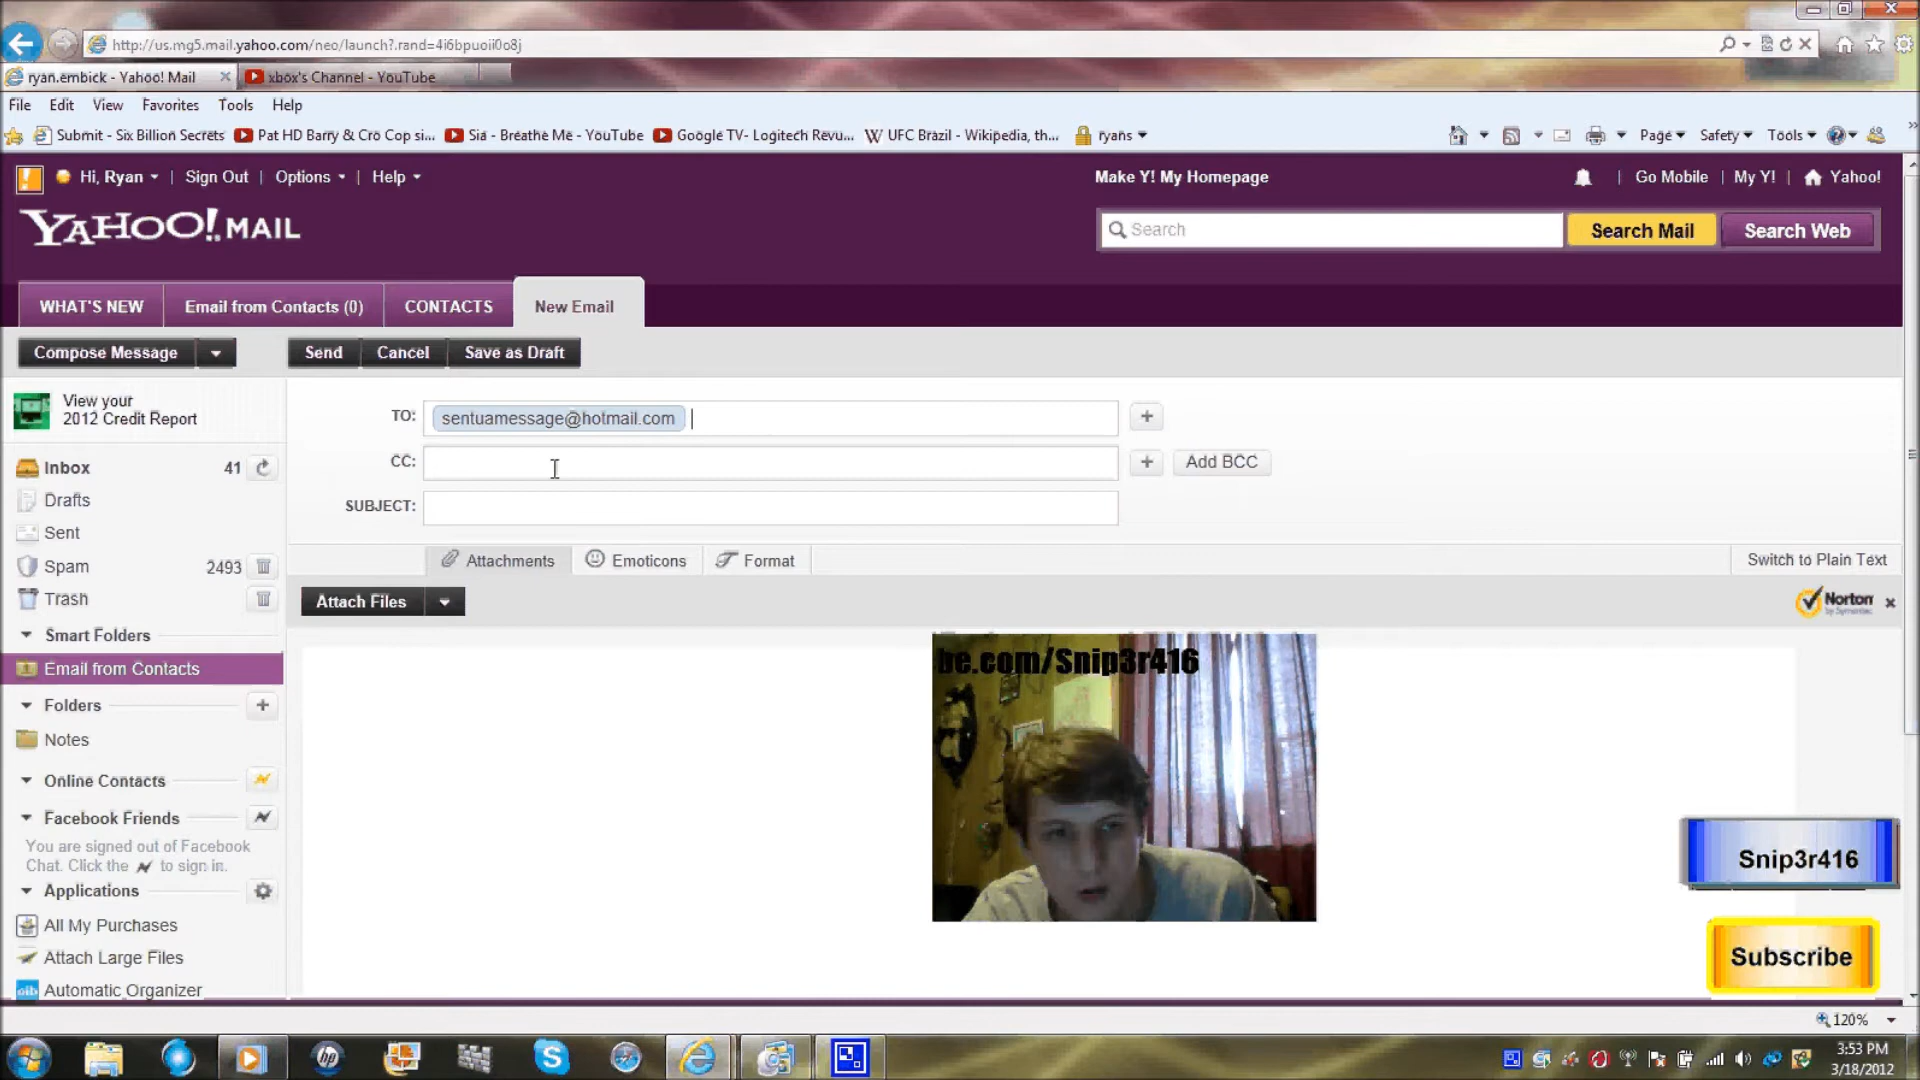 http://us.mg5.mail.yahoo.com/neo/launch?.rand=4i6bpuoii0o8j
ryan.embick - Yahoo! Mail
xbox's Channel - YouTube
File Edit View Favorites Tools Help
Submit - Six Billion Secrets
Pat HD Barry & Cro Cop si...
Sia - Breathe Me - YouTube
Google TV- Logitech Revu...
W UFC Brazil - Wikipedia, th...
ryans
Page Safety Tools
Hi, Ryan | Sign Out | Options | Help
Make Y! My Homepage
| Go Mobile | My Y! | Yahoo!
YAHOO! MAIL
Search
Search Mail
Search Web
WHAT'S NEW
Email from Contacts (0)
CONTACTS
New Email
Compose Message
Send
Cancel
Save as Draft
View your
2012 Credit Report
TO: sentuamessage@hotmail.com
CC:
Add BCC
SUBJECT:
Inbox 41
Drafts
Sent
Spam 2493
Trash
Smart Folders
Email from Contacts
Folders
Notes
Online Contacts
Facebook Friends
You are signed out of Facebook
Chat. Click the to sign in.
Applications
All My Purchases
Attach Large Files
Automatic Organizer
Attachments
Emoticons
Format
Switch to Plain Text
Attach Files
Norton
by Symantec
be.com/Snip3r416
Snip3r416
Subscribe
120%
hp
3:53 PM
3/18/2012